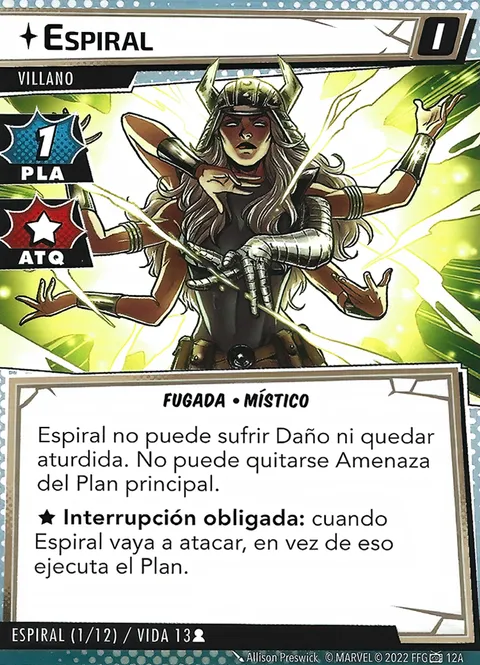 Espiral
I
VILLANO
1
PLA
ATQ
FUGADA • MÍSTICO
Espiral no puede sufrir Daño ni quedar
aturdida. No puede quitarse Amenaza
del Plan principal.
★ Interrupción obligada: cuando
Espiral vaya a atacar, en vez de eso
ejecuta el Plan.
ESPIRAL (1/12) / VIDA 13
Allison Preswick. © MARVEL © 2022 FFG 12A